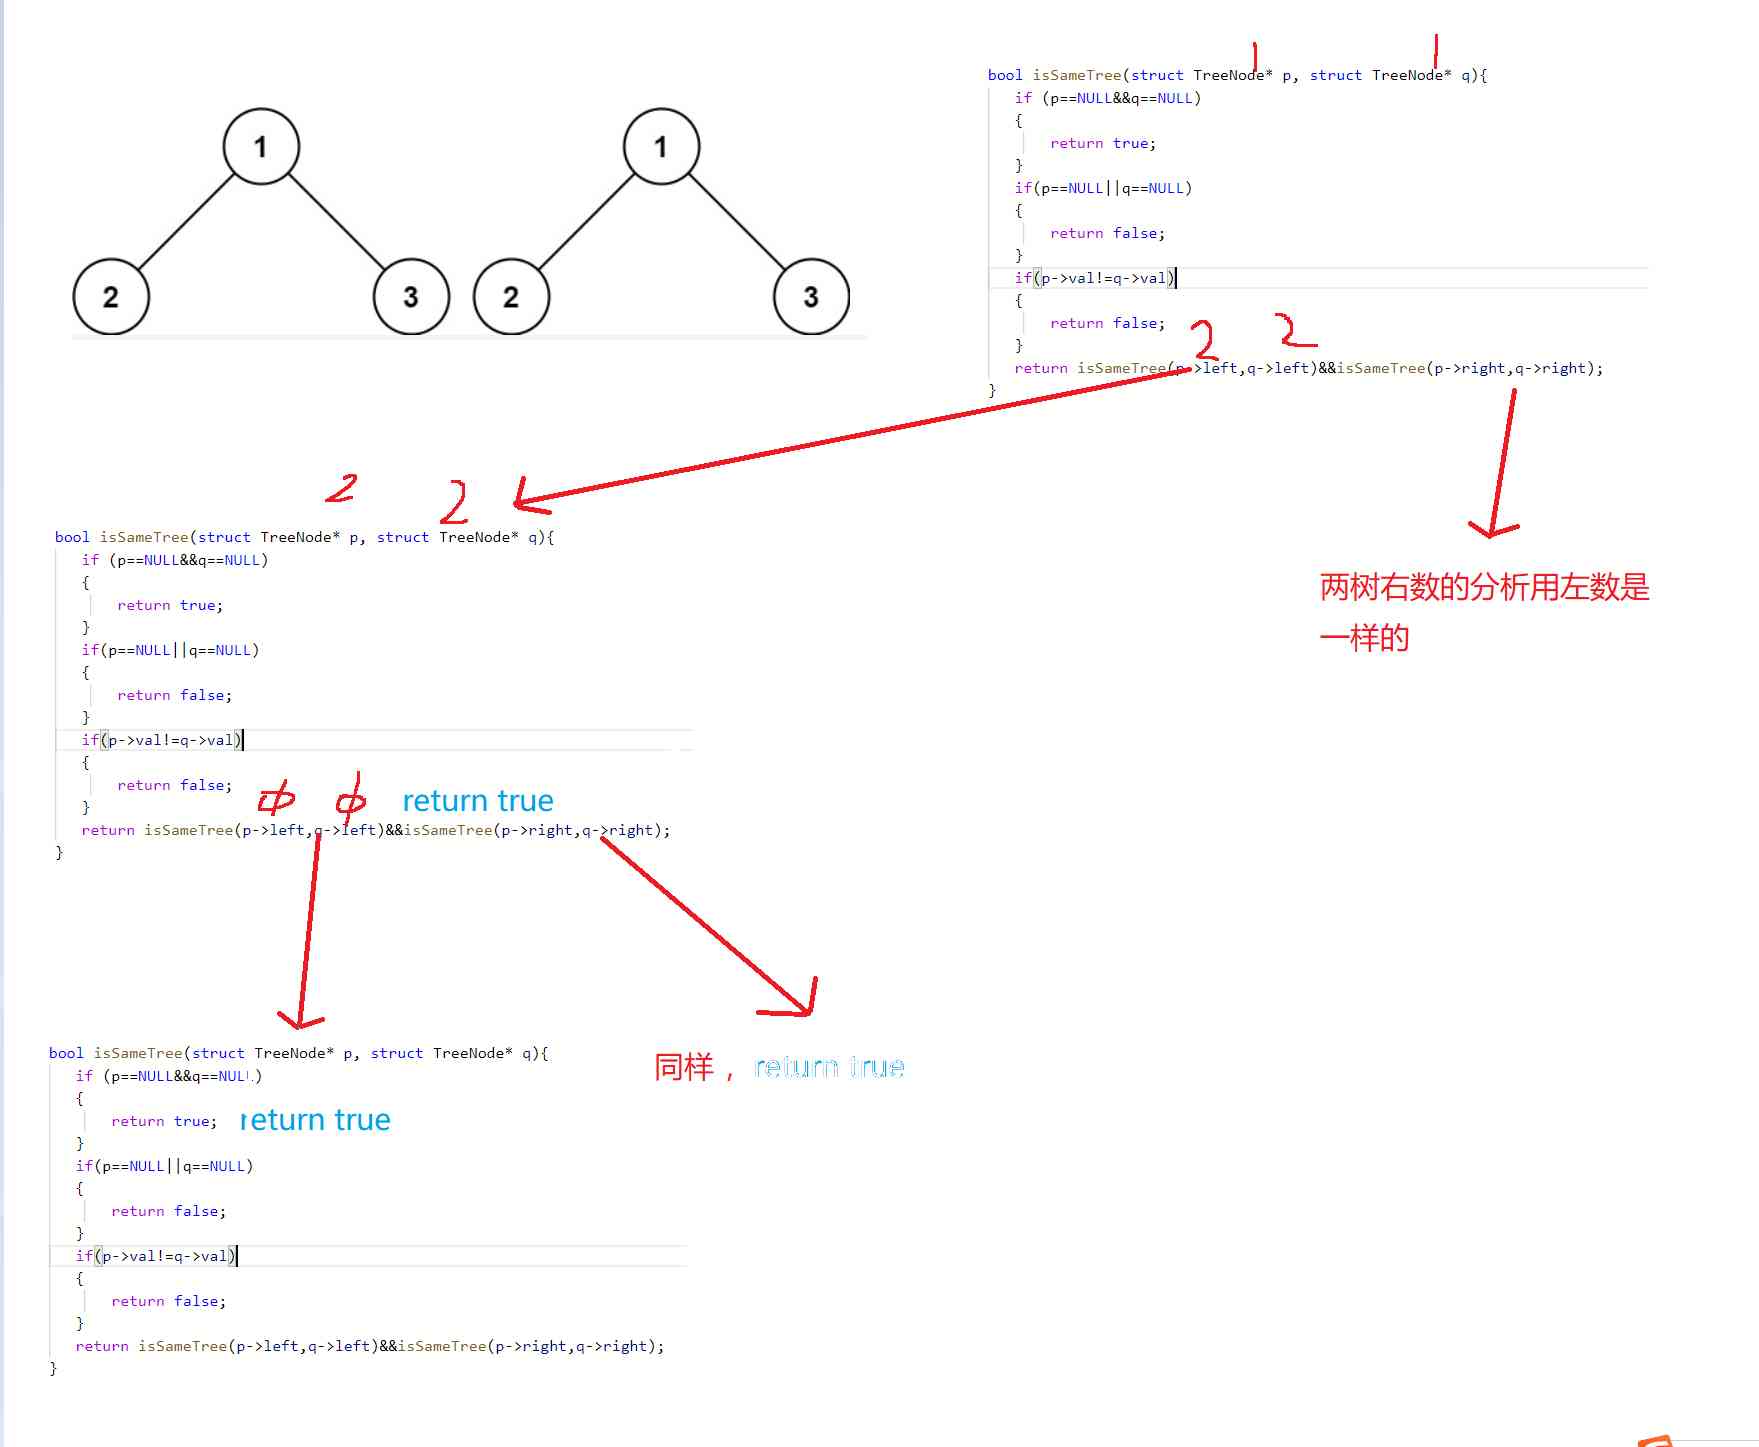 1
1
2
3
2
3
1
1
bool isSameTree(struct TreeNode* p, struct TreeNode* q){
if (p==NULL&&q==NULL)
{
return true;
}
if(p==NULL||q==NULL)
{
return false;
}
if(p->val!=q->val)
{
return false;
}
2
2
return isSameTree(p->left,q->left)&&isSameTree(p->right,q->right);
}
两树右数的分析用左数是
一样的
2
2
bool isSameTree(struct TreeNode* p, struct TreeNode* q){
if (p==NULL&&q==NULL)
{
return true;
}
if(p==NULL||q==NULL)
{
return false;
}
if(p->val!=q->val)
{
return false;
}
ф ф return true
return isSameTree(p->left,q->left)&&isSameTree(p->right,q->right);
}
同样，return true
bool isSameTree(struct TreeNode* p, struct TreeNode* q){
if (p==NULL&&q==NULL)
{
return true; return true
}
if(p==NULL||q==NULL)
{
return false;
}
if(p->val!=q->val)
{
return false;
}
return isSameTree(p->left,q->left)&&isSameTree(p->right,q->right);
}